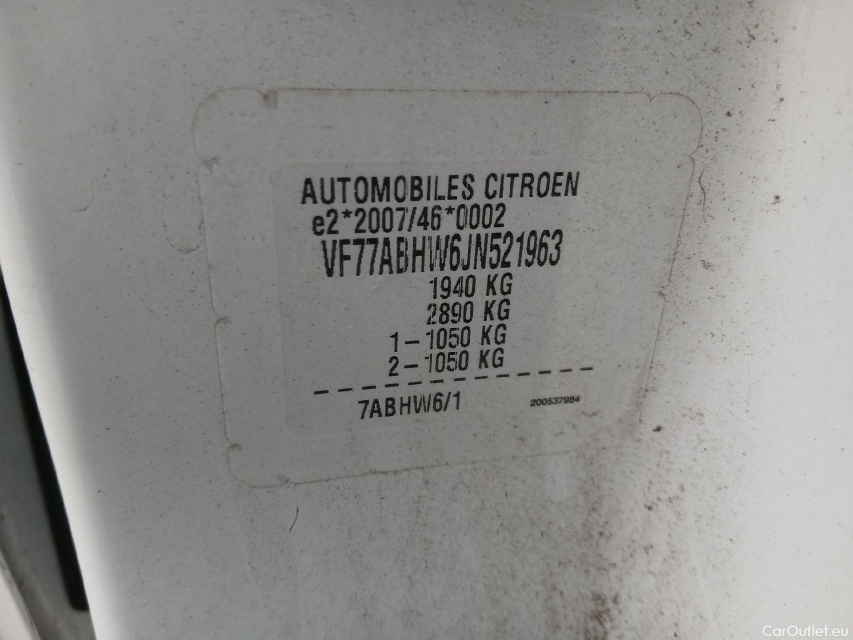 AUTOMOBILES CITROEN
e2*2007/46*0002
VF77ABHW6JN521963
1940 KG
2890 KG
1-1050 KG
2-1050 KG
7ABHW6/1
200537984
CarOutlet.eu